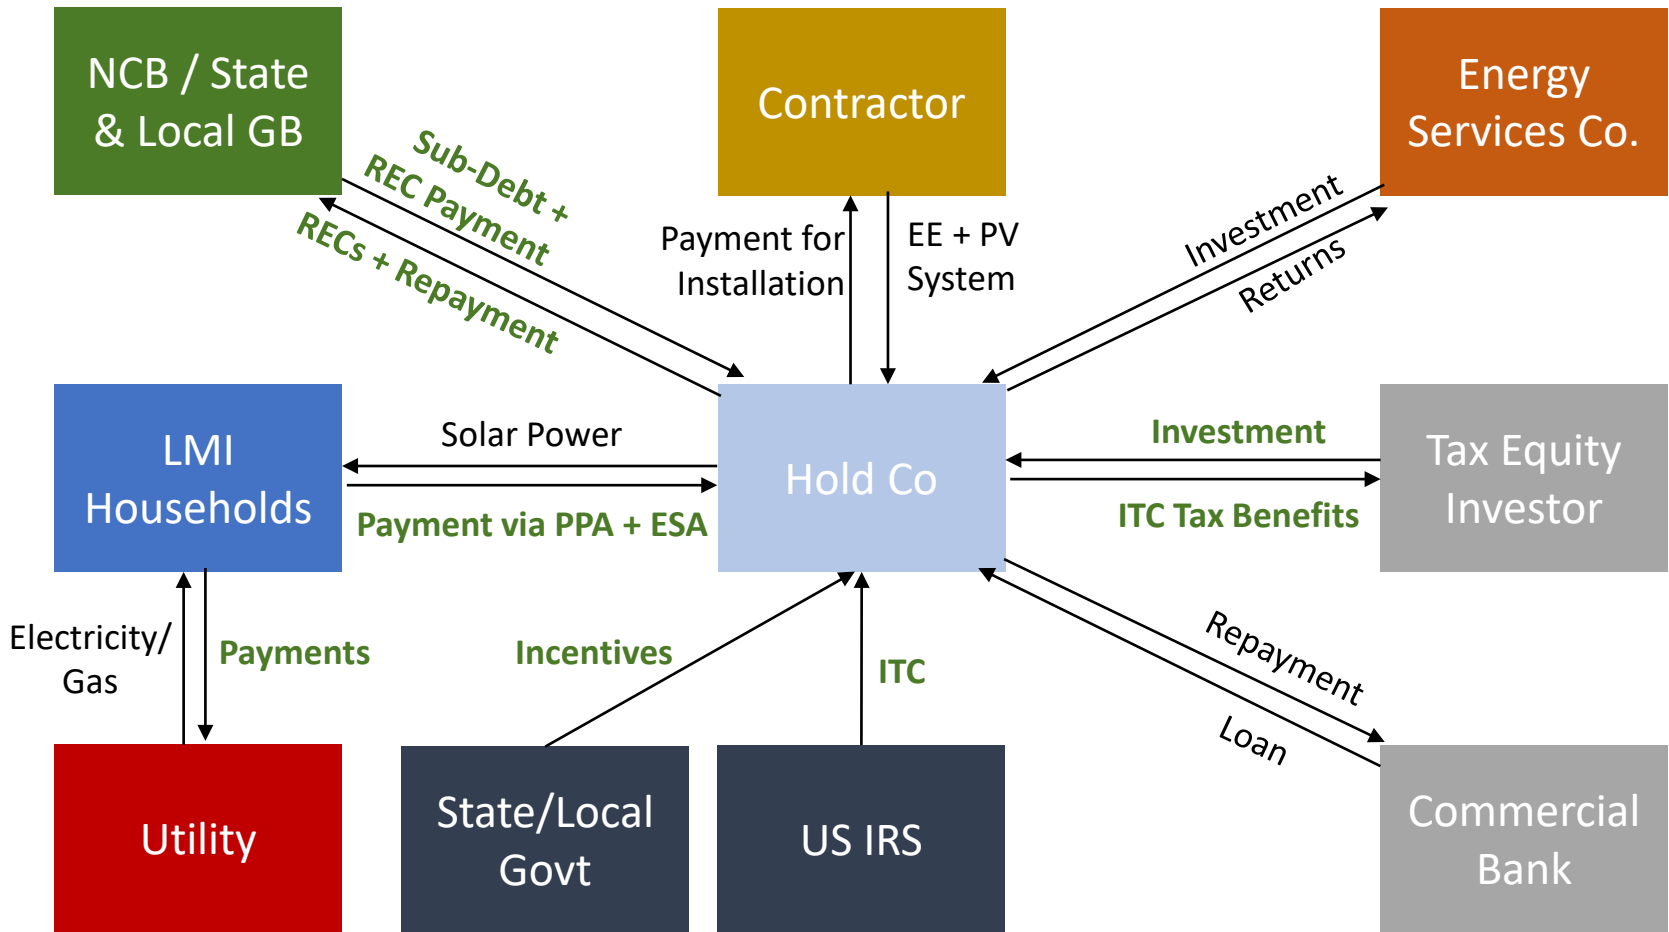 NCB / State
& Local GB
Contractor
Energy
Services Co.
Sub-Debt +
REC Payment
RECs + Repayment
Payment for
Installation
EE + PV
System
Investment
Returns
LMI
Households
Solar Power
Payment via PPA + ESA
Hold Co
Investment
ITC Tax Benefits
Tax Equity
Investor
Electricity/
Gas
Payments
Incentives
ITC
Repayment
Loan
Utility
State/Local
Govt
US IRS
Commercial
Bank